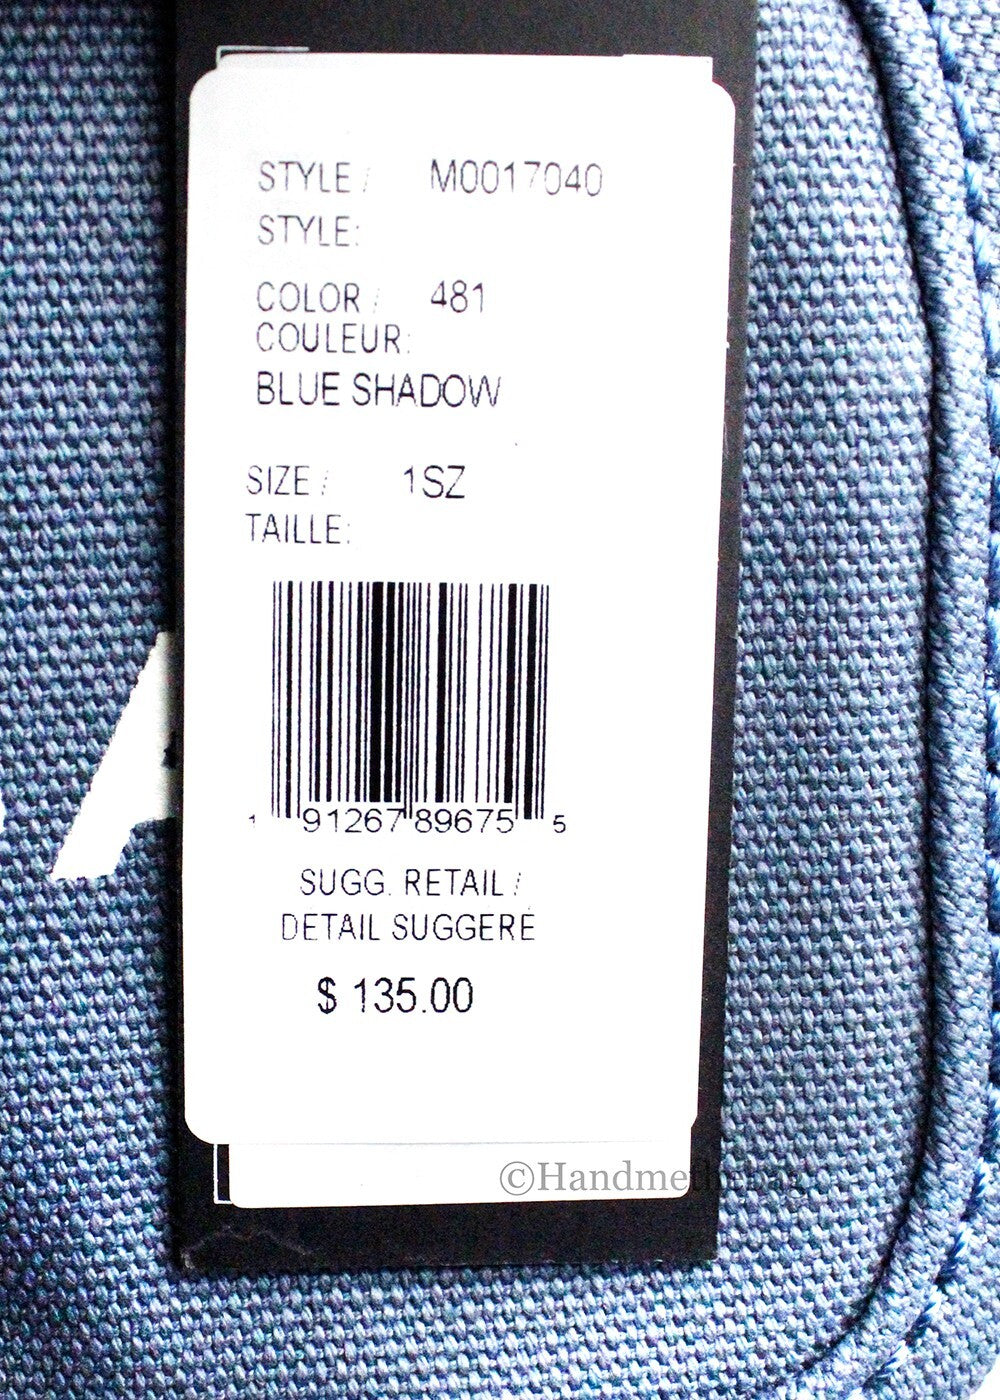 STYLE / M0017040
STYLE:
COLOR / 481
COULEUR:
BLUE SHADOW
SIZE / 1SZ
TAILLE:
1 91267 89675 5
SUGG. RETAIL /
DETAIL SUGGERE
$ 135.00
©Handmethebag
A